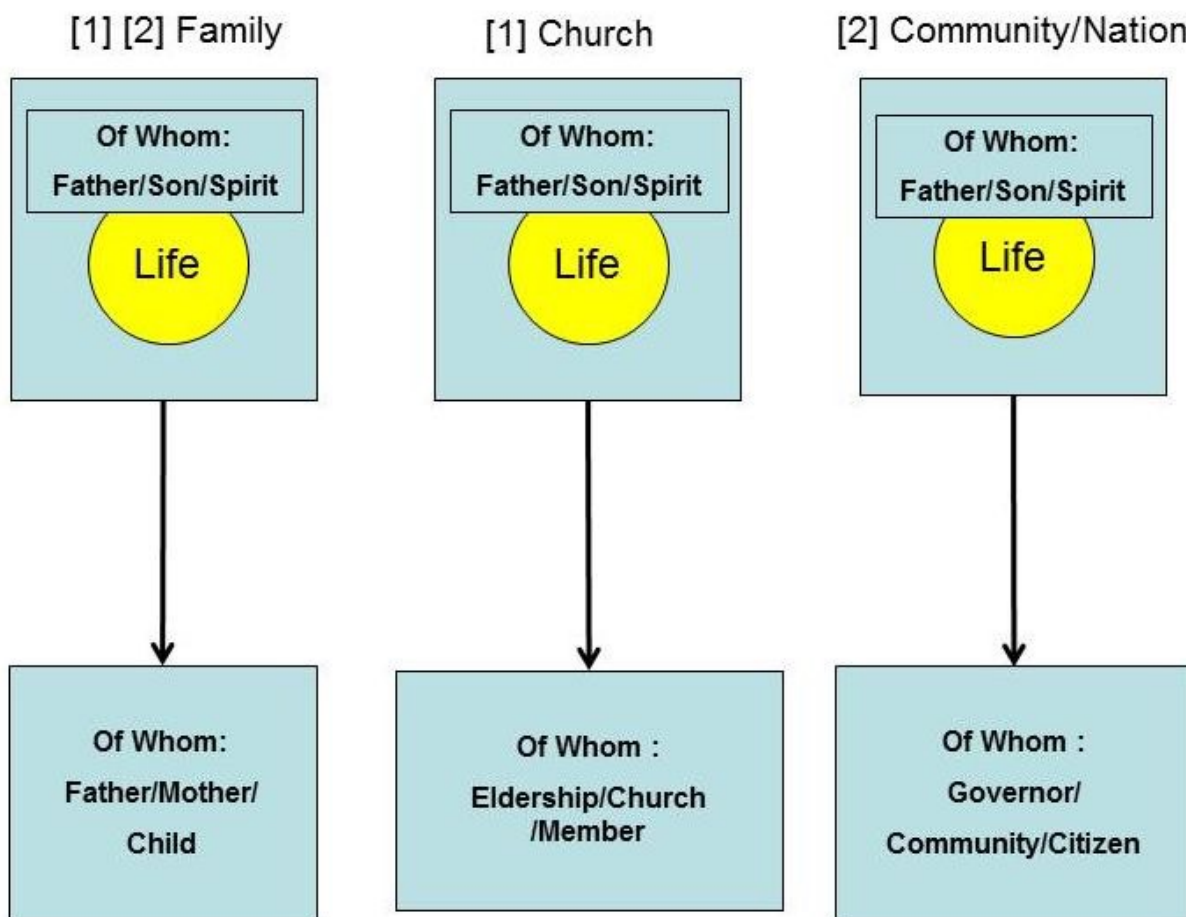 [1] [2] Family
[1] Church
[2] Community/Nation
Of Whom:
Father/Son/Spirit
Life
Of Whom:
Father/Son/Spirit
Life
Of Whom:
Father/Son/Spirit
Life
Of Whom:
Father/Mother/
Child
Of Whom :
Eldership/Church
/Member
Of Whom :
Governor/
Community/Citizen